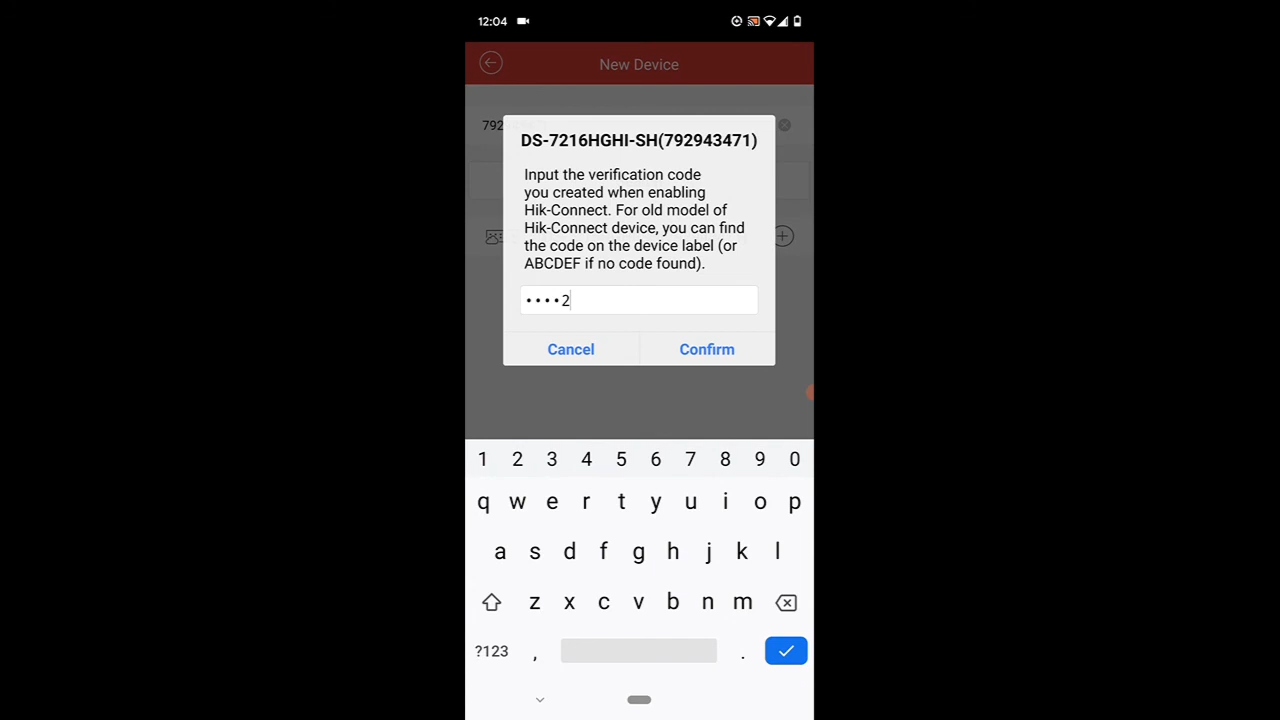 12:04
New Device
792
DS-7216HGHI-SH(792943471)
Input the verification code
you created when enabling
Hik-Connect. For old model of
Hik-Connect device, you can find
the code on the device label (or
ABCDEF if no code found).
••••2
Cancel Confirm
1 2 3 4 5 6 7 8 9 0
q w e r t y u i o p
a s d f g h j k l
z x c v b n m
?123 , .